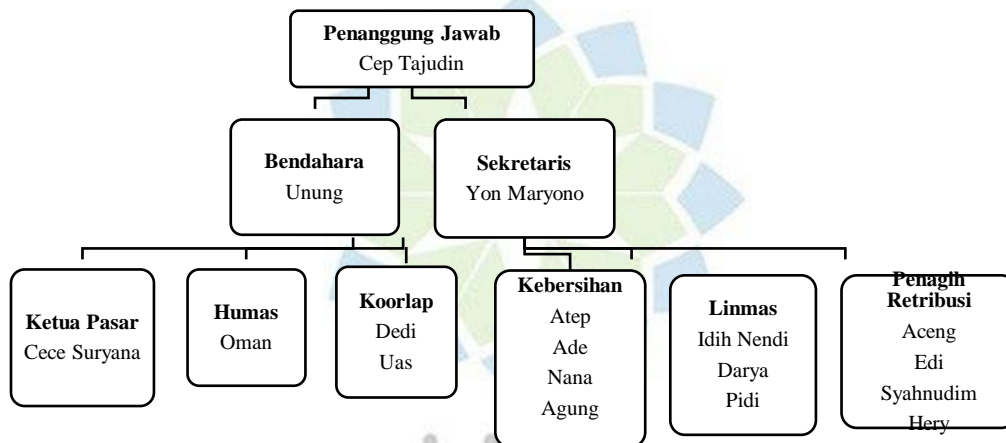 Penanggung Jawab
Cep Tajudin
Bendahara
Unung
Sekretaris
Yon Maryono
Ketua Pasar
Cece Suryana
Humas
Oman
Koorlap
Dedi
Uas
Kebersihan
Atep
Ade
Nana
Agung
Linmas
Idih Nendi
Darya
Pidi
Penagih
Retribusi
Aceng
Edi
Syahnudim
Hery